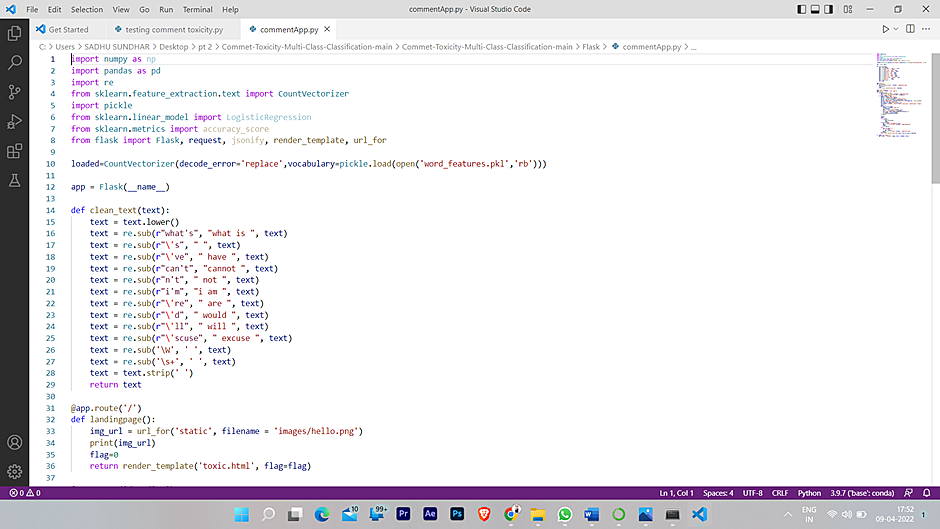 File Edit Selection View Go Run Terminal Help commentApp.py - Visual Studio Code
Get Started testing comment toxicity.py commentApp.py
C: > Users > SADHU SUNDHAR > Desktop > pt 2 > Commet-Toxicity-Multi-Class-Classification-main > Commet-Toxicity-Multi-Class-Classification-main > Flask > commentApp.py > ...
1 import numpy as np
2 import pandas as pd
3 import re
4 from sklearn.feature_extraction.text import CountVectorizer
5 import pickle
6 from sklearn.linear_model import LogisticRegression
7 from sklearn.metrics import accuracy_score
8 from flask import Flask, request, jsonify, render_template, url_for
9
10 loaded=CountVectorizer(decode_error='replace',vocabulary=pickle.load(open('word_features.pkl','rb')))
11
12 app = Flask(__name__)
13
14 def clean_text(text):
15 text = text.lower()
16 text = re.sub(r"what's", "what is ", text)
17 text = re.sub(r"\'s", " ", text)
18 text = re.sub(r"\'ve", " have ", text)
19 text = re.sub(r"can't", "cannot ", text)
20 text = re.sub(r"n't", " not ", text)
21 text = re.sub(r"i'm", "i am ", text)
22 text = re.sub(r"\'re", " are ", text)
23 text = re.sub(r"\'d", " would ", text)
24 text = re.sub(r"\'ll", " will ", text)
25 text = re.sub(r"\'scuse", " excuse ", text)
26 text = re.sub('\W', ' ', text)
27 text = re.sub('\s+', ' ', text)
28 text = text.strip(' ')
29 return text
30
31 @app.route('/')
32 def landingpage():
33 img_url = url_for('static', filename = 'images/hello.png')
34 print(img_url)
35 flag=0
36 return render_template('toxic.html', flag=flag)
37
0 0 Ln 1, Col 1 Spaces: 4 UTF-8 CRLF Python 3.9.7 ('base': conda)
10 99+ Pr Ae Ps ENG 17:52
IN 09-04-2022 1